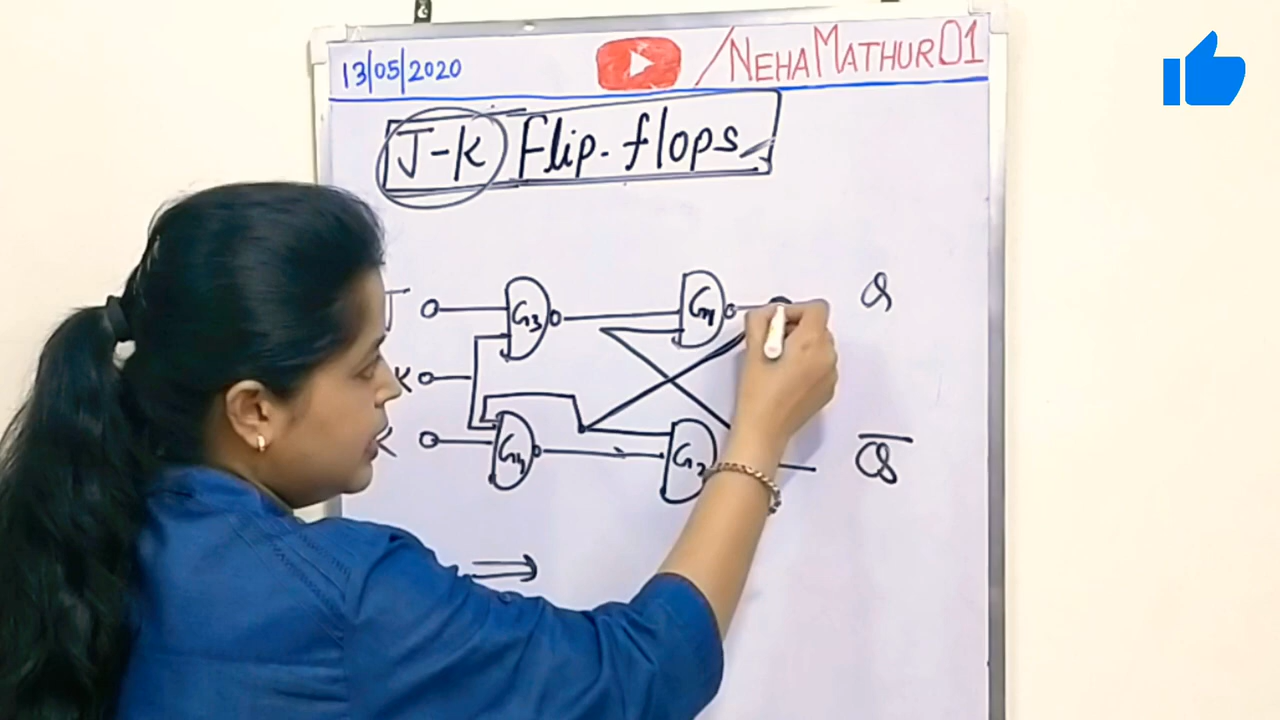 13/05/2020
/NEHAMATHUR01
J-K Flip-flops
J G3 G1 Q
K
K G4 G2 Q̅